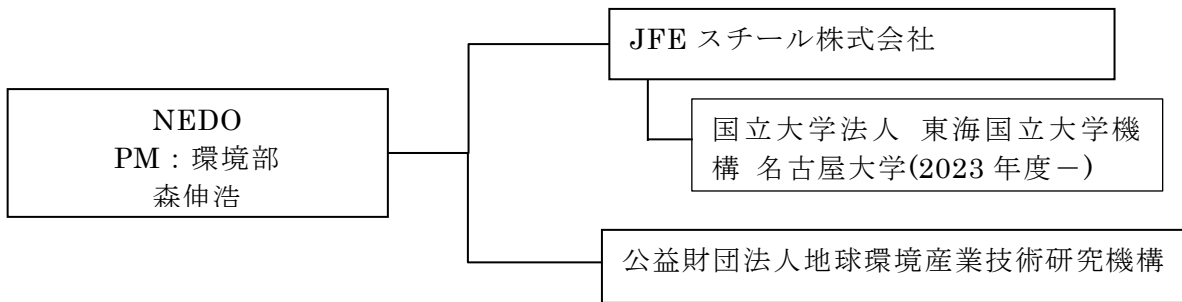 NEDO
PM：環境部
森伸浩
JFE スチール株式会社
国立大学法人 東海国立大学機
構 名古屋大学(2023 年度－)
公益財団法人地球環境産業技術研究機構